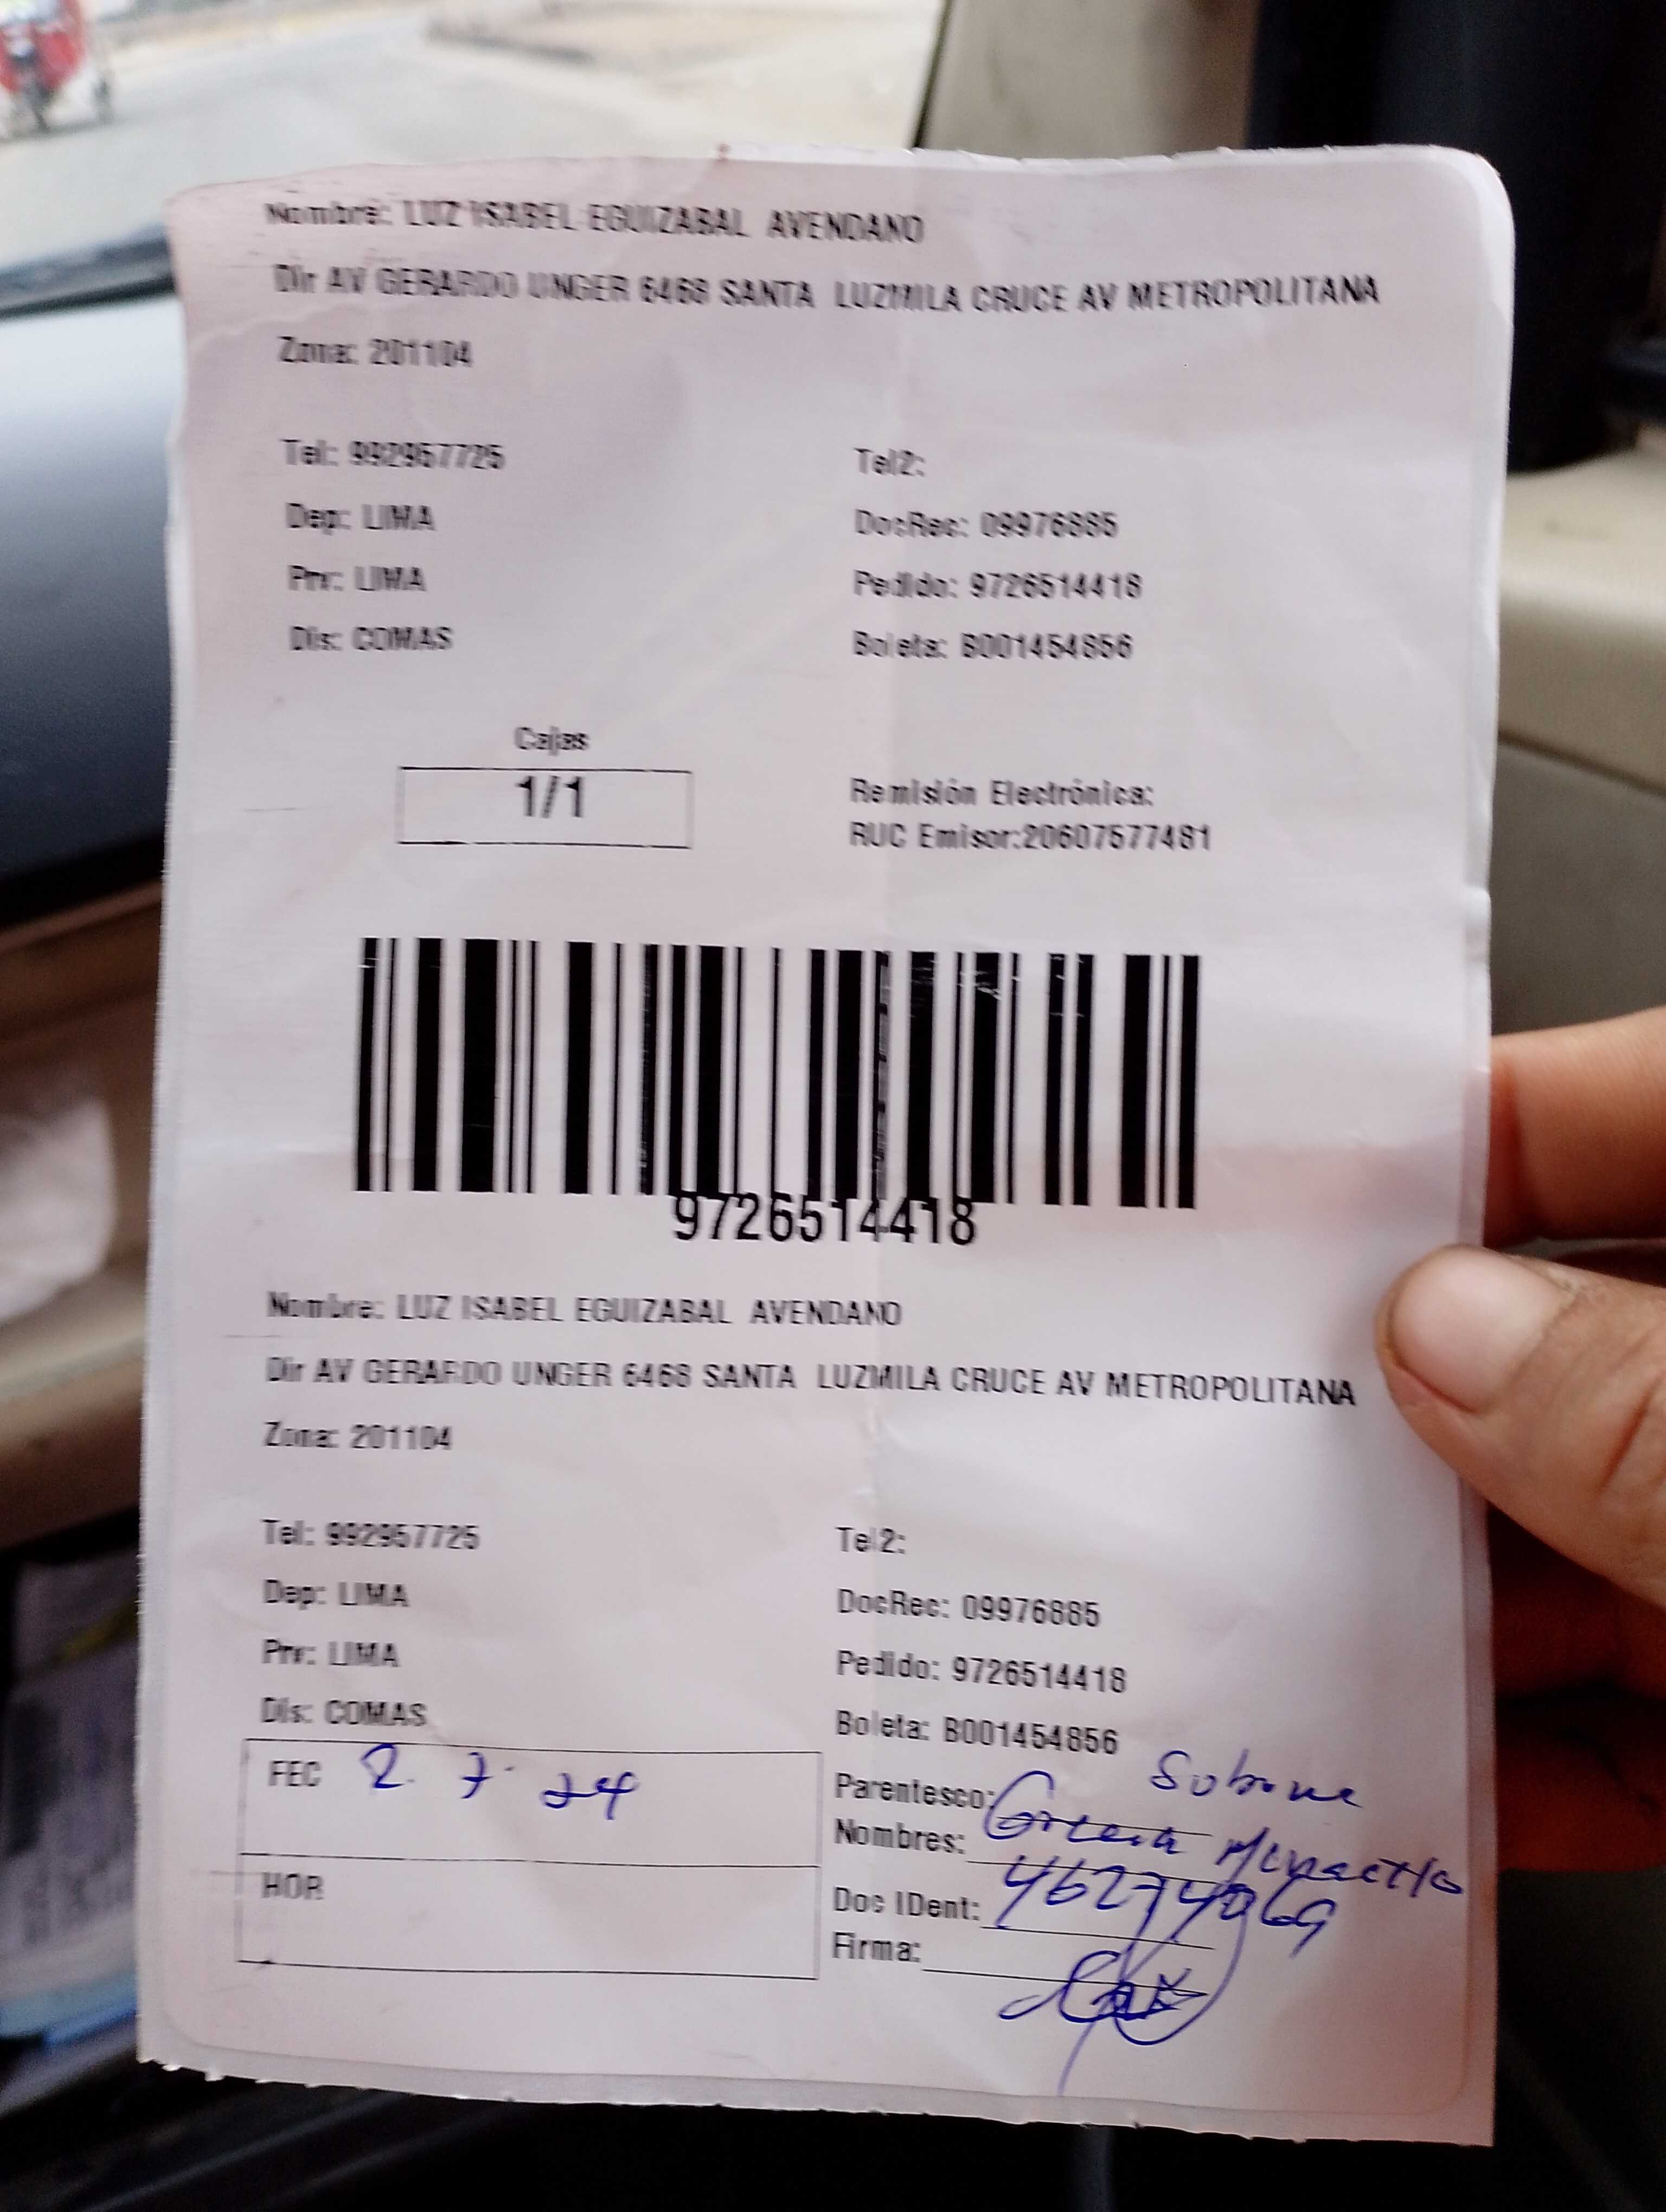 Nombre: LUZ ISABEL EGUIZABAL AVENDANO
Dir AV GERARDO UNGER 6468 SANTA LUZMILA CRUCE AV METROPOLITANA
Zona: 201104
Tel: 992957725 Tel2:
Dep: LIMA DocRec: 09976885
Prv: LIMA Pedido: 9726514418
Dis: COMAS Boleta: B001454856
Cajas
1/1
Remisión Electrónica:
RUC Emisor:20607577481
9726514418
Nombre: LUZ ISABEL EGUIZABAL AVENDANO
Dir AV GERARDO UNGER 6468 SANTA LUZMILA CRUCE AV METROPOLITANA
Zona: 201104
Tel: 992957725 Tel2:
Dep: LIMA DocRec: 09976885
Prv: LIMA Pedido: 9726514418
Dis: COMAS Boleta: B001454856
FEC 2. 7. 24
Parentesco:
Nombres:
HOR
Doc IDent: 46274069
Firma: